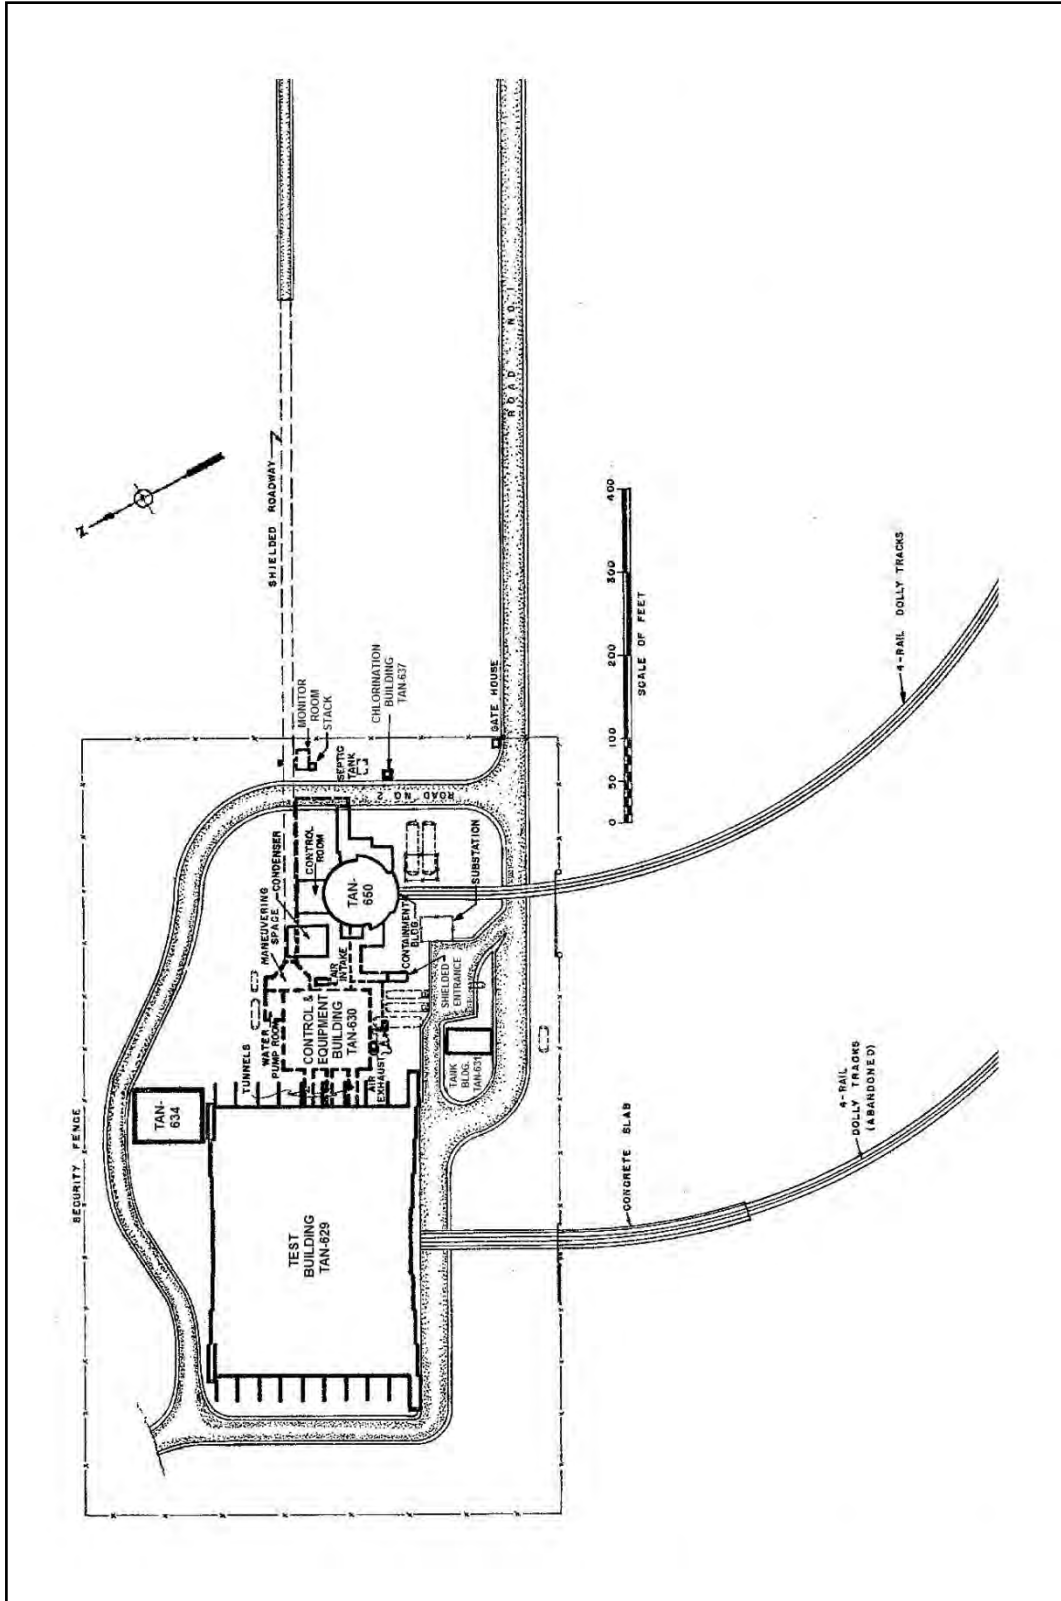 N
SHIELDED ROADWAY
ROAD NO. 1
MONITOR
ROOM
STACK
CHLORINATION
BUILDING
TAN-637
GATE HOUSE
SEPTIC
TANK
ROAD NO. 2
0
50
100
200
300
400
SCALE OF FEET
4-RAIL DOLLY TRACKS
SECURITY FENCE
CONDENSER
CONTROL
ROOM
TAN-
650
SUBSTATION
MANEUVERING
SPACE
AIR
INTAKE
CONTAINMENT
BLDG.
SHIELDED
ENTRANCE
WATER
PUMP ROOM
TUNNELS
CONTROL &
EQUIPMENT
BUILDING
TAN-630
AIR
EXHAUST
TANK
BLDG.
TAN-631
TAN-
634
TEST
BUILDING
TAN-629
CONCRETE SLAB
4-RAIL
DOLLY TRACKS
(ABANDONED)